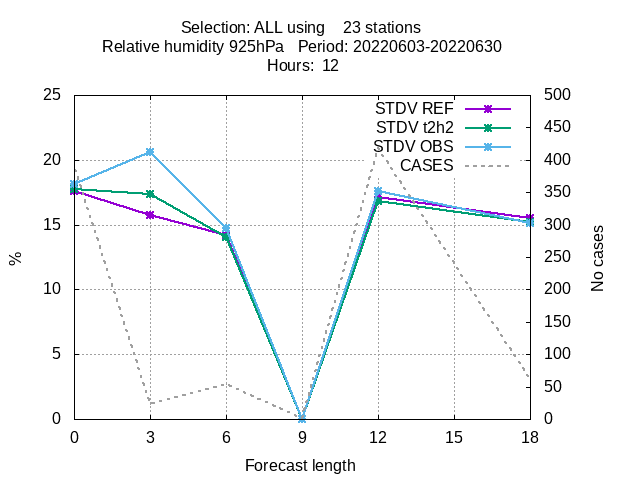 Selection: ALL using    23 stations
Relative humidity 925hPa   Period: 20220603-20220630
Hours:  12
STDV REF
STDV t2h2
STDV OBS
CASES
25
20
15
10
5
0
%
500
450
400
350
300
250
200
150
100
50
0
No cases
0 3 6 9 12 15 18
Forecast length